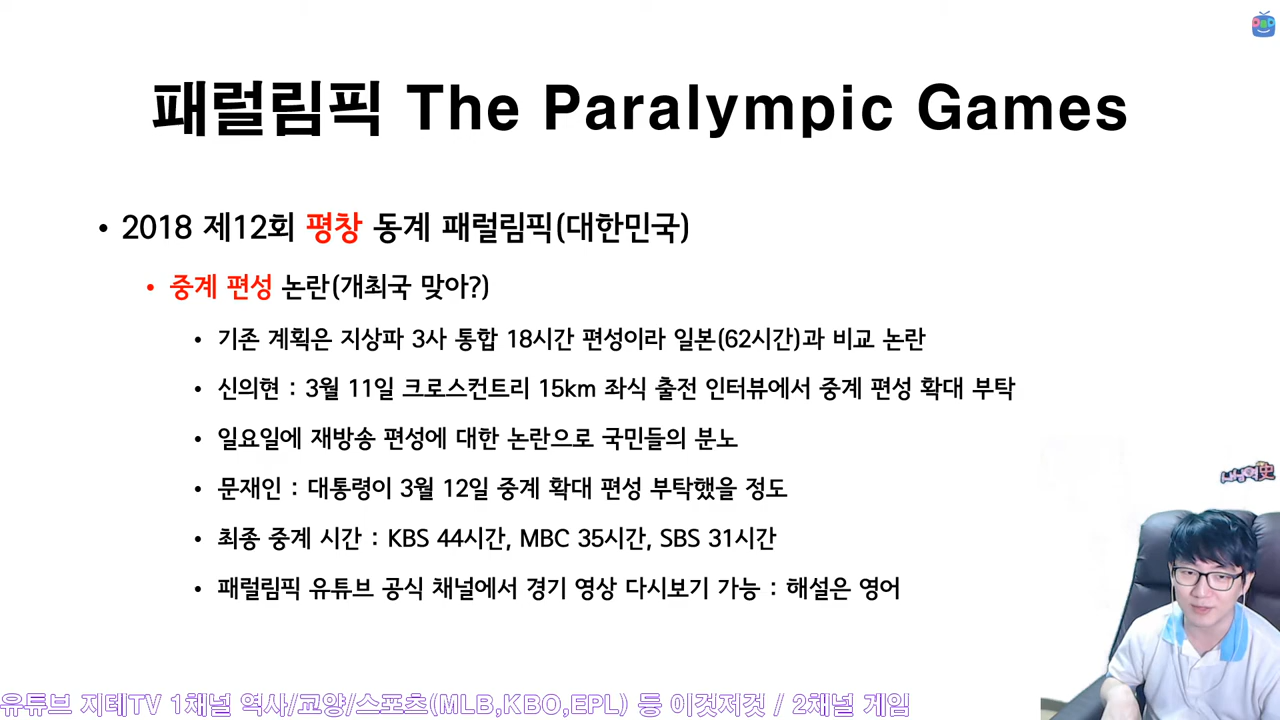 패럴림픽 The Paralympic Games
• 2018 제12회 평창 동계 패럴림픽(대한민국)
• 중계 편성 논란(개최국 맞아?)
• 기존 계획은 지상파 3사 통합 18시간 편성이라 일본(62시간)과 비교 논란
• 신의현 : 3월 11일 크로스컨트리 15km 좌식 출전 인터뷰에서 중계 편성 확대 부탁
• 일요일에 재방송 편성에 대한 논란으로 국민들의 분노
• 문재인 : 대통령이 3월 12일 중계 확대 편성 부탁했을 정도
• 최종 중계 시간 : KBS 44시간, MBC 35시간, SBS 31시간
• 패럴림픽 유튜브 공식 채널에서 경기 영상 다시보기 가능 : 해설은 영어
유튜브 지테TV 1채널 역사/교양/스포츠(MLB,KBO,EPL) 등 이것저것 / 2채널 게임